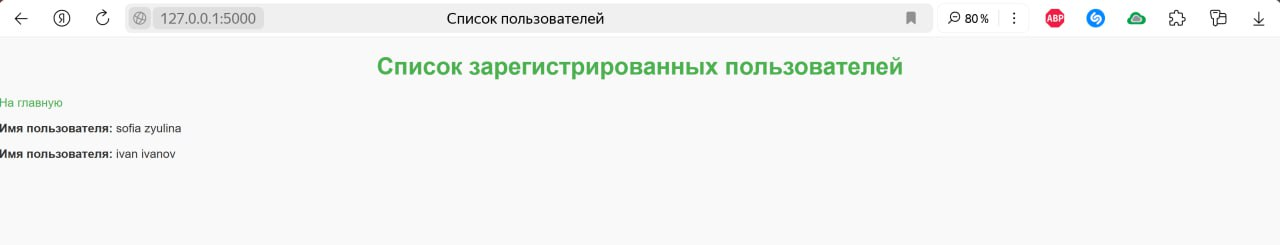 Я 127.0.0.1:5000 Список пользователей 80 % ABP
Список зарегистрированных пользователей
На главную
Имя пользователя: sofia zyulina
Имя пользователя: ivan ivanov